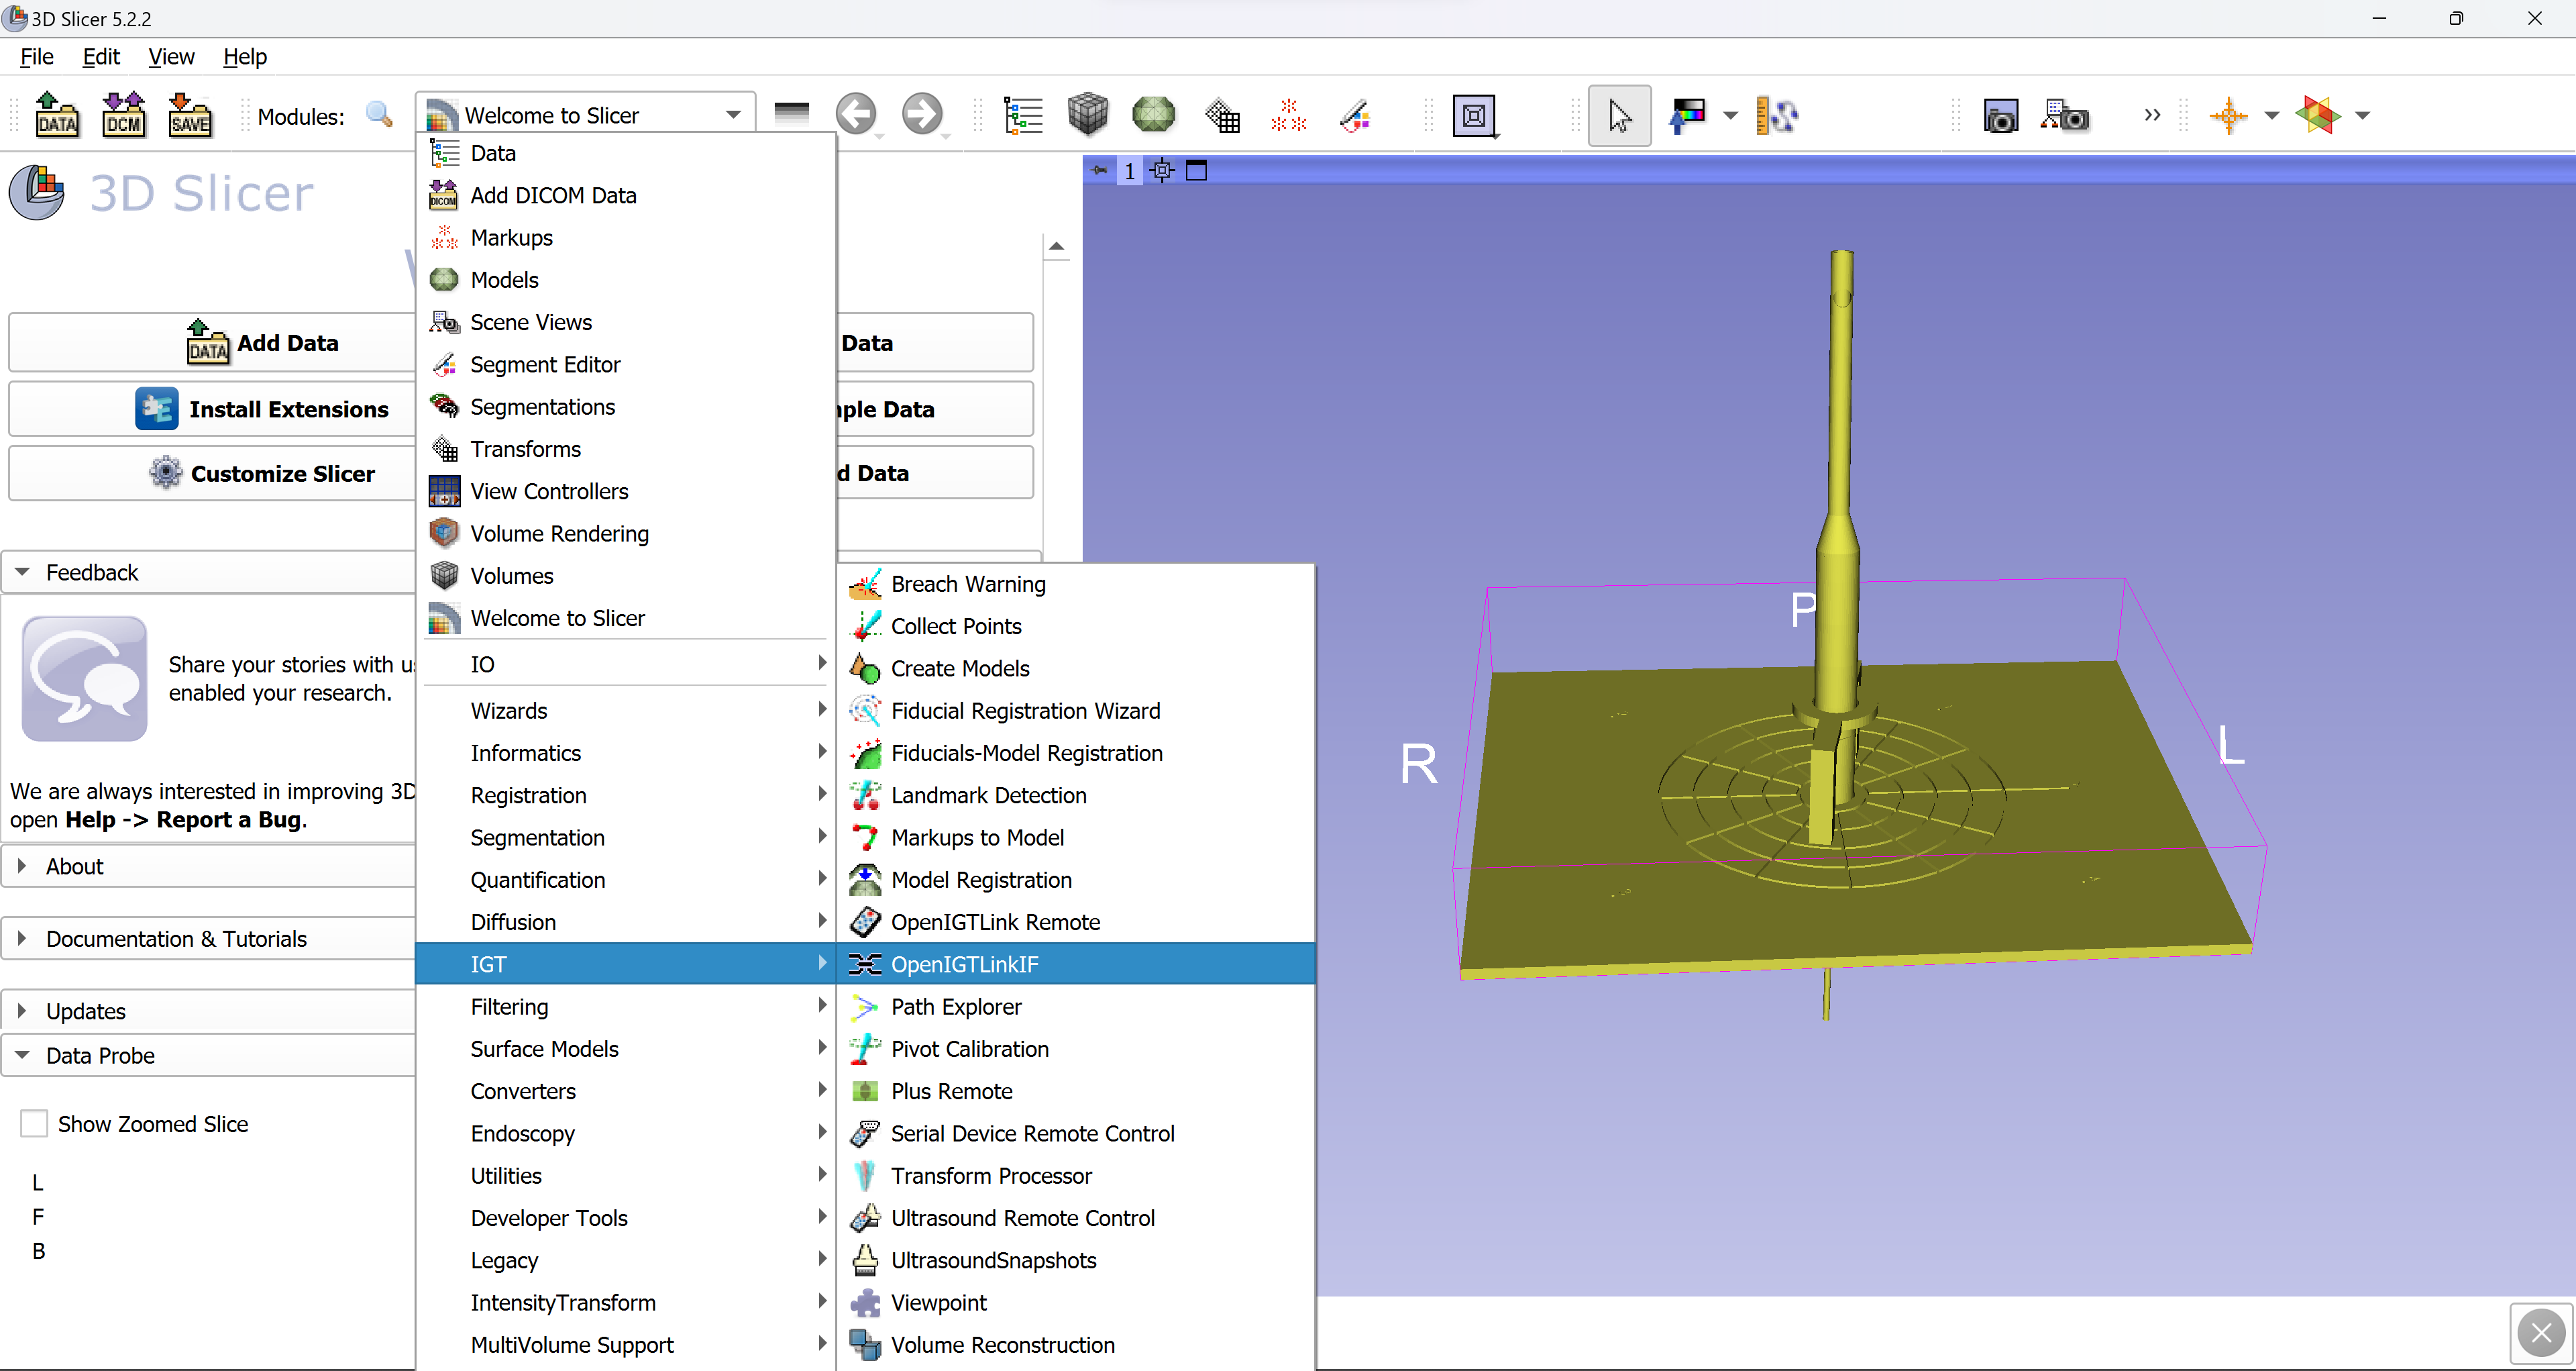 3D Slicer 5.2.2
File Edit View Help
DATA DCM SAVE Modules: Welcome to Slicer
3D Slicer
Add Data
DATA
Install Extensions
Customize Slicer
Data
ple Data
d Data
Feedback
Share your stories with us
enabled your research.
We are always interested in improving 3D
open Help -> Report a Bug.
About
Documentation & Tutorials
Updates
Data Probe
Show Zoomed Slice
L
F
B
Data
DICOM Add DICOM Data
Markups
Models
Scene Views
Segment Editor
Segmentations
Transforms
View Controllers
Volume Rendering
Volumes
Welcome to Slicer
IO
Wizards
Informatics
Registration
Segmentation
Quantification
Diffusion
IGT
Filtering
Surface Models
Converters
Endoscopy
Utilities
Developer Tools
Legacy
IntensityTransform
MultiVolume Support
Breach Warning
Collect Points
Create Models
Fiducial Registration Wizard
Fiducials-Model Registration
Landmark Detection
Markups to Model
Model Registration
OpenIGTLink Remote
OpenIGTLinkIF
Path Explorer
Pivot Calibration
Plus Remote
Serial Device Remote Control
Transform Processor
Ultrasound Remote Control
UltrasoundSnapshots
Viewpoint
Volume Reconstruction
1
P
R
L